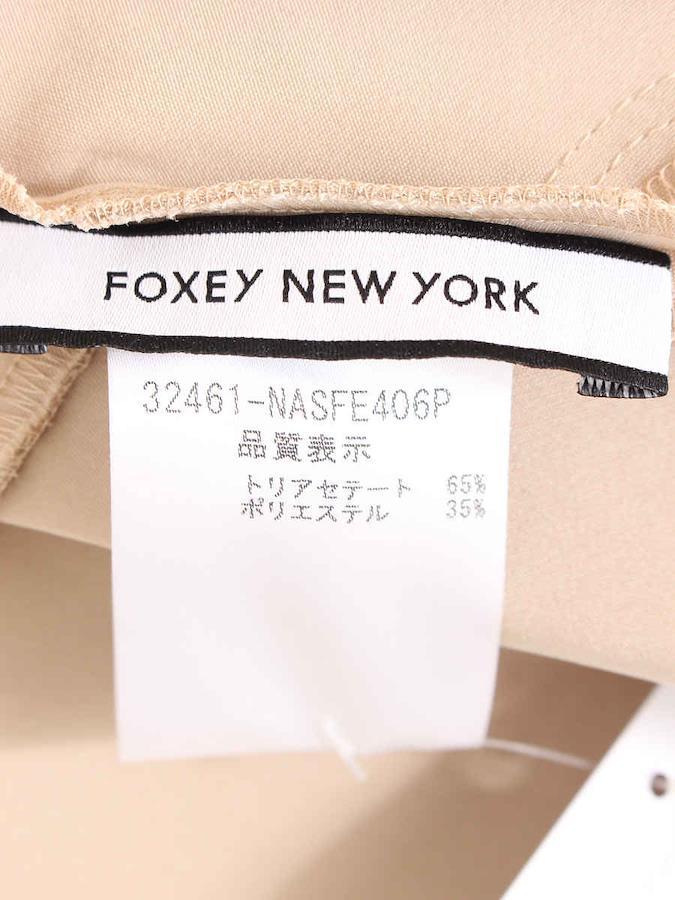 FOXEY NEW YORK
32461-NASFE406P
品質表示
トリアセテート 65%
ポリエステル 35%